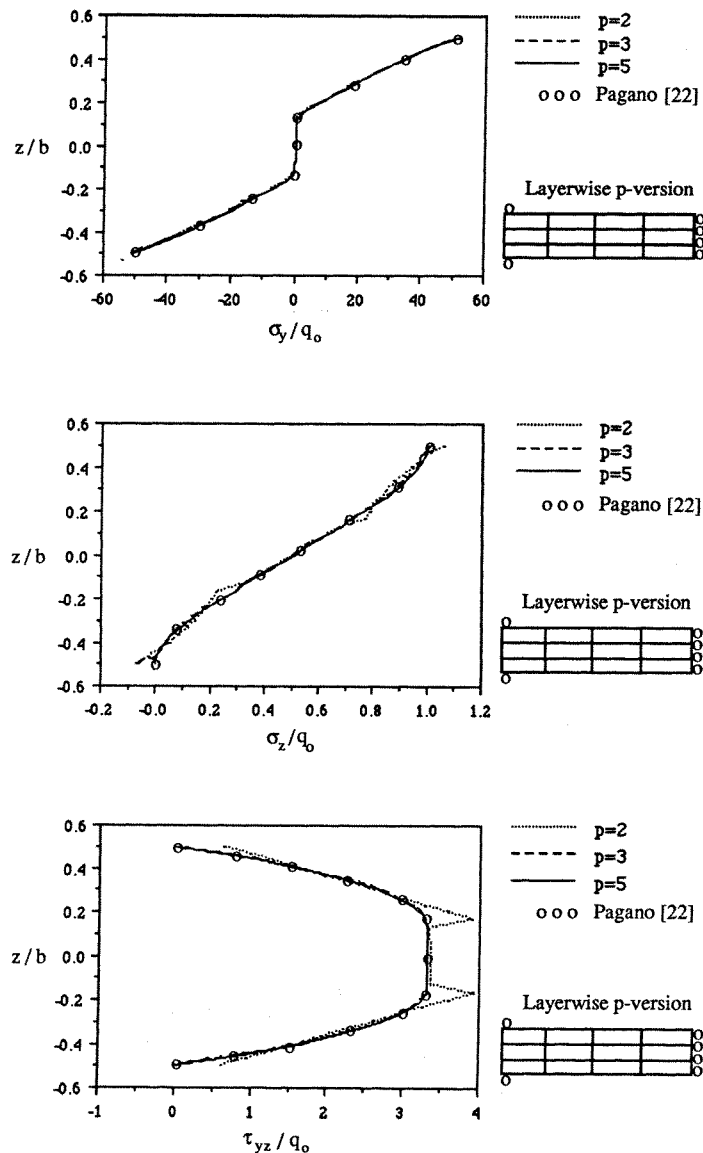 0.6
0.4
0.2
0.0
-0.2
-0.4
-0.6
z/b
-60 -40 -20 0 20 40 60
σy/qo
p=2
p=3
p=5
o o o Pagano [22]
Layerwise p-version
0.6
0.4
0.2
0.0
-0.2
-0.4
-0.6
z/b
-0.2 -0.0 0.2 0.4 0.6 0.8 1.0 1.2
σz/qo
p=2
p=3
p=5
o o o Pagano [22]
Layerwise p-version
0.6
0.4
0.2
0.0
-0.2
-0.4
-0.6
z/b
-1 0 1 2 3 4
τyz/qo
p=2
p=3
p=5
o o o Pagano [22]
Layerwise p-version